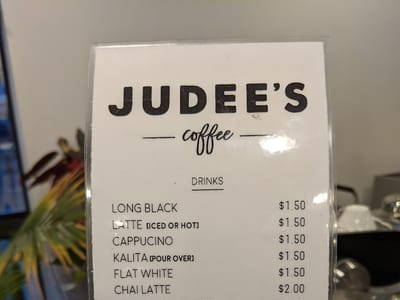 JUDEE'S
coffee
DRINKS
LONG BLACK $1.50
LATTE [ICED OR HOT] $1.50
CAPPUCINO $1.50
KALITA [POUR OVER] $1.50
FLAT WHITE $1.50
CHAI LATTE $2.00